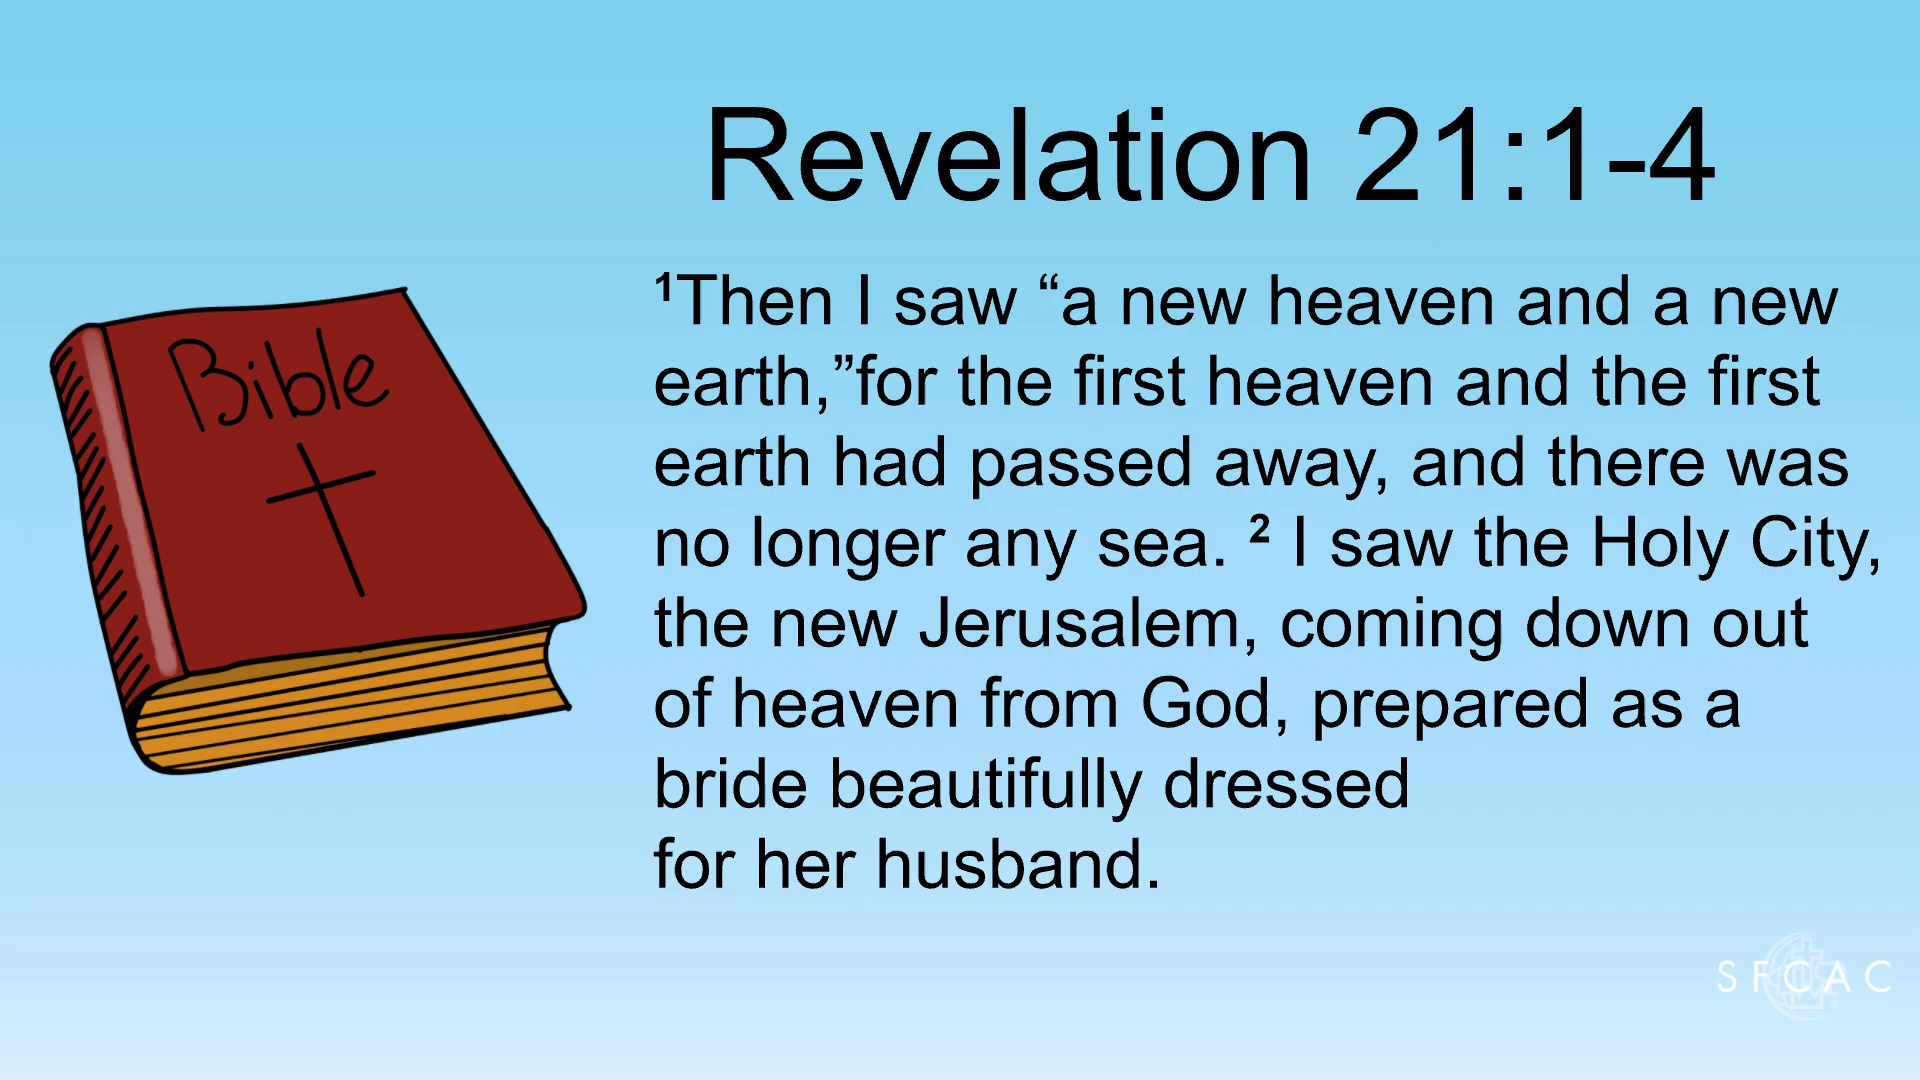 Revelation 21:1-4
Bible
¹Then I saw “a new heaven and a new
earth,”for the first heaven and the first
earth had passed away, and there was
no longer any sea. ² I saw the Holy City,
the new Jerusalem, coming down out
of heaven from God, prepared as a
bride beautifully dressed
for her husband.
SFCAC